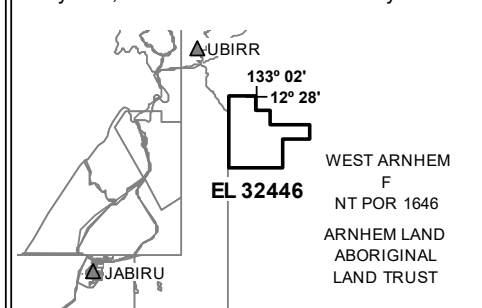 UBIRR
133º 02'
12º 28'
EL 32446
WEST ARNHEM
F
NT POR 1646
ARNHEM LAND
ABORIGINAL
LAND TRUST
JABIRU